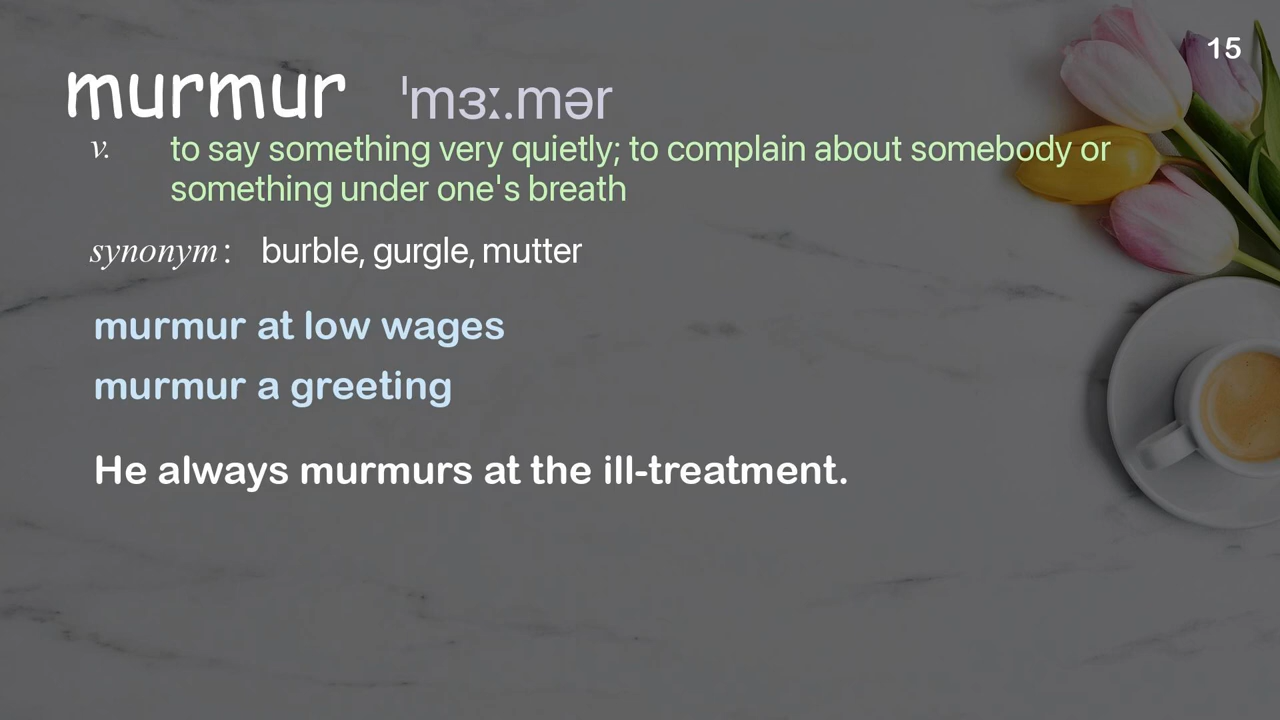 15
murmur ˈmɜː.mər
v. to say something very quietly; to complain about somebody or
something under one's breath
synonym: burble, gurgle, mutter
murmur at low wages
murmur a greeting
He always murmurs at the ill-treatment.